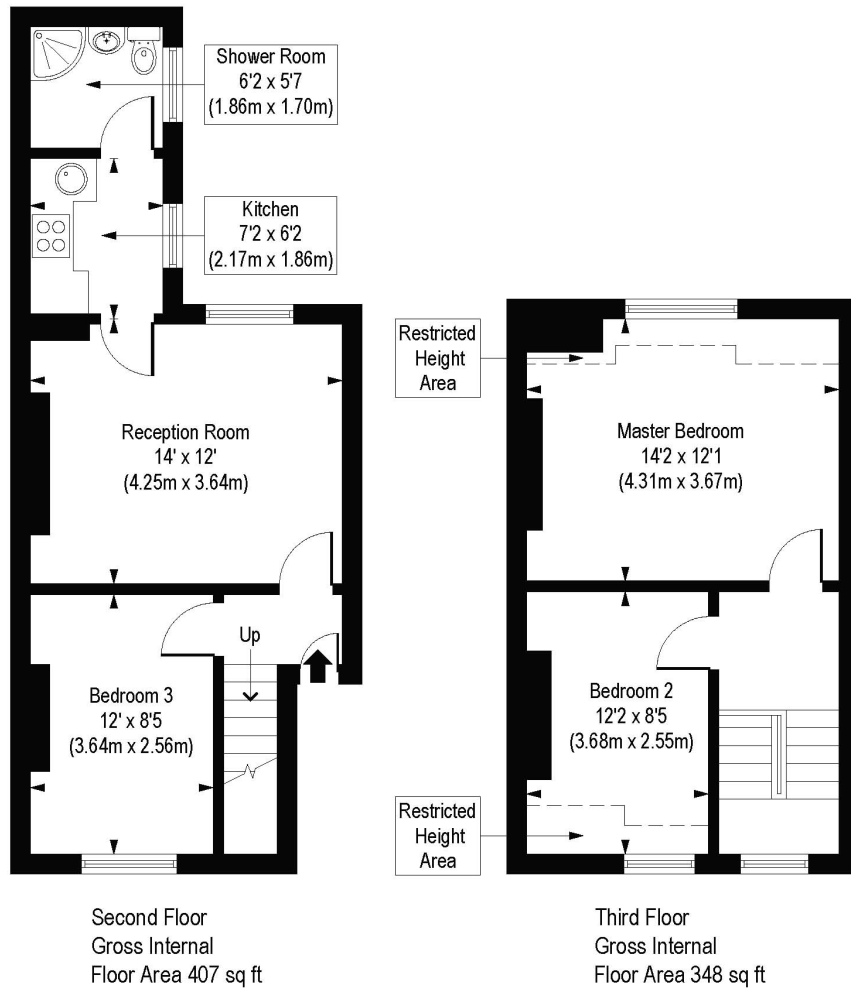 Shower Room
6'2 x 5'7
(1.86m x 1.70m)
Kitchen
7'2 x 6'2
(2.17m x 1.86m)
Reception Room
14' x 12'
(4.25m x 3.64m)
Up
Bedroom 3
12' x 8'5
(3.64m x 2.56m)
Second Floor
Gross Internal
Floor Area 407 sq ft
Restricted
Height
Area
Master Bedroom
14'2 x 12'1
(4.31m x 3.67m)
Bedroom 2
12'2 x 8'5
(3.68m x 2.55m)
Restricted
Height
Area
Third Floor
Gross Internal
Floor Area 348 sq ft